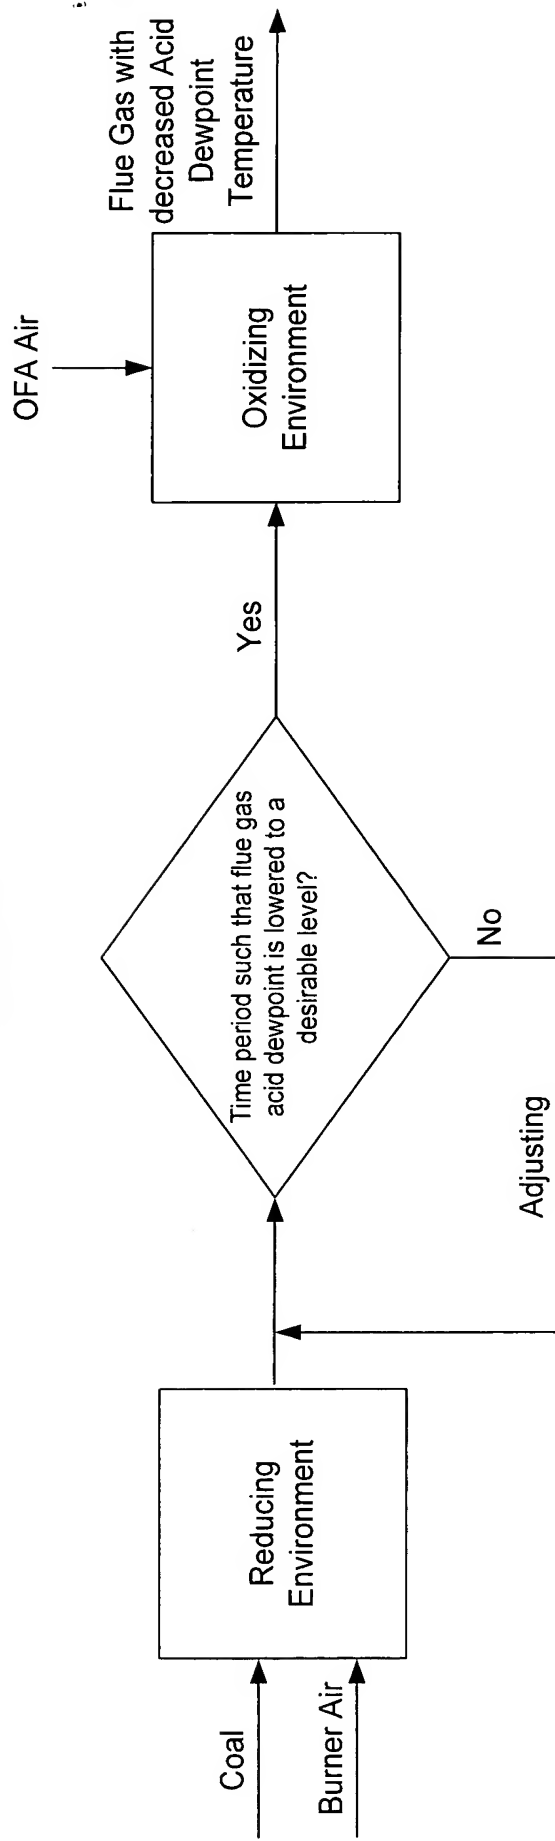 Coal
Burner Air
Reducing
Environment
Time period such that flue gas
acid dewpoint is lowered to a
desirable level?
Yes
No
Adjusting
OFA Air
Oxidizing
Environment
Flue Gas with
decreased Acid
Dewpoint
Temperature